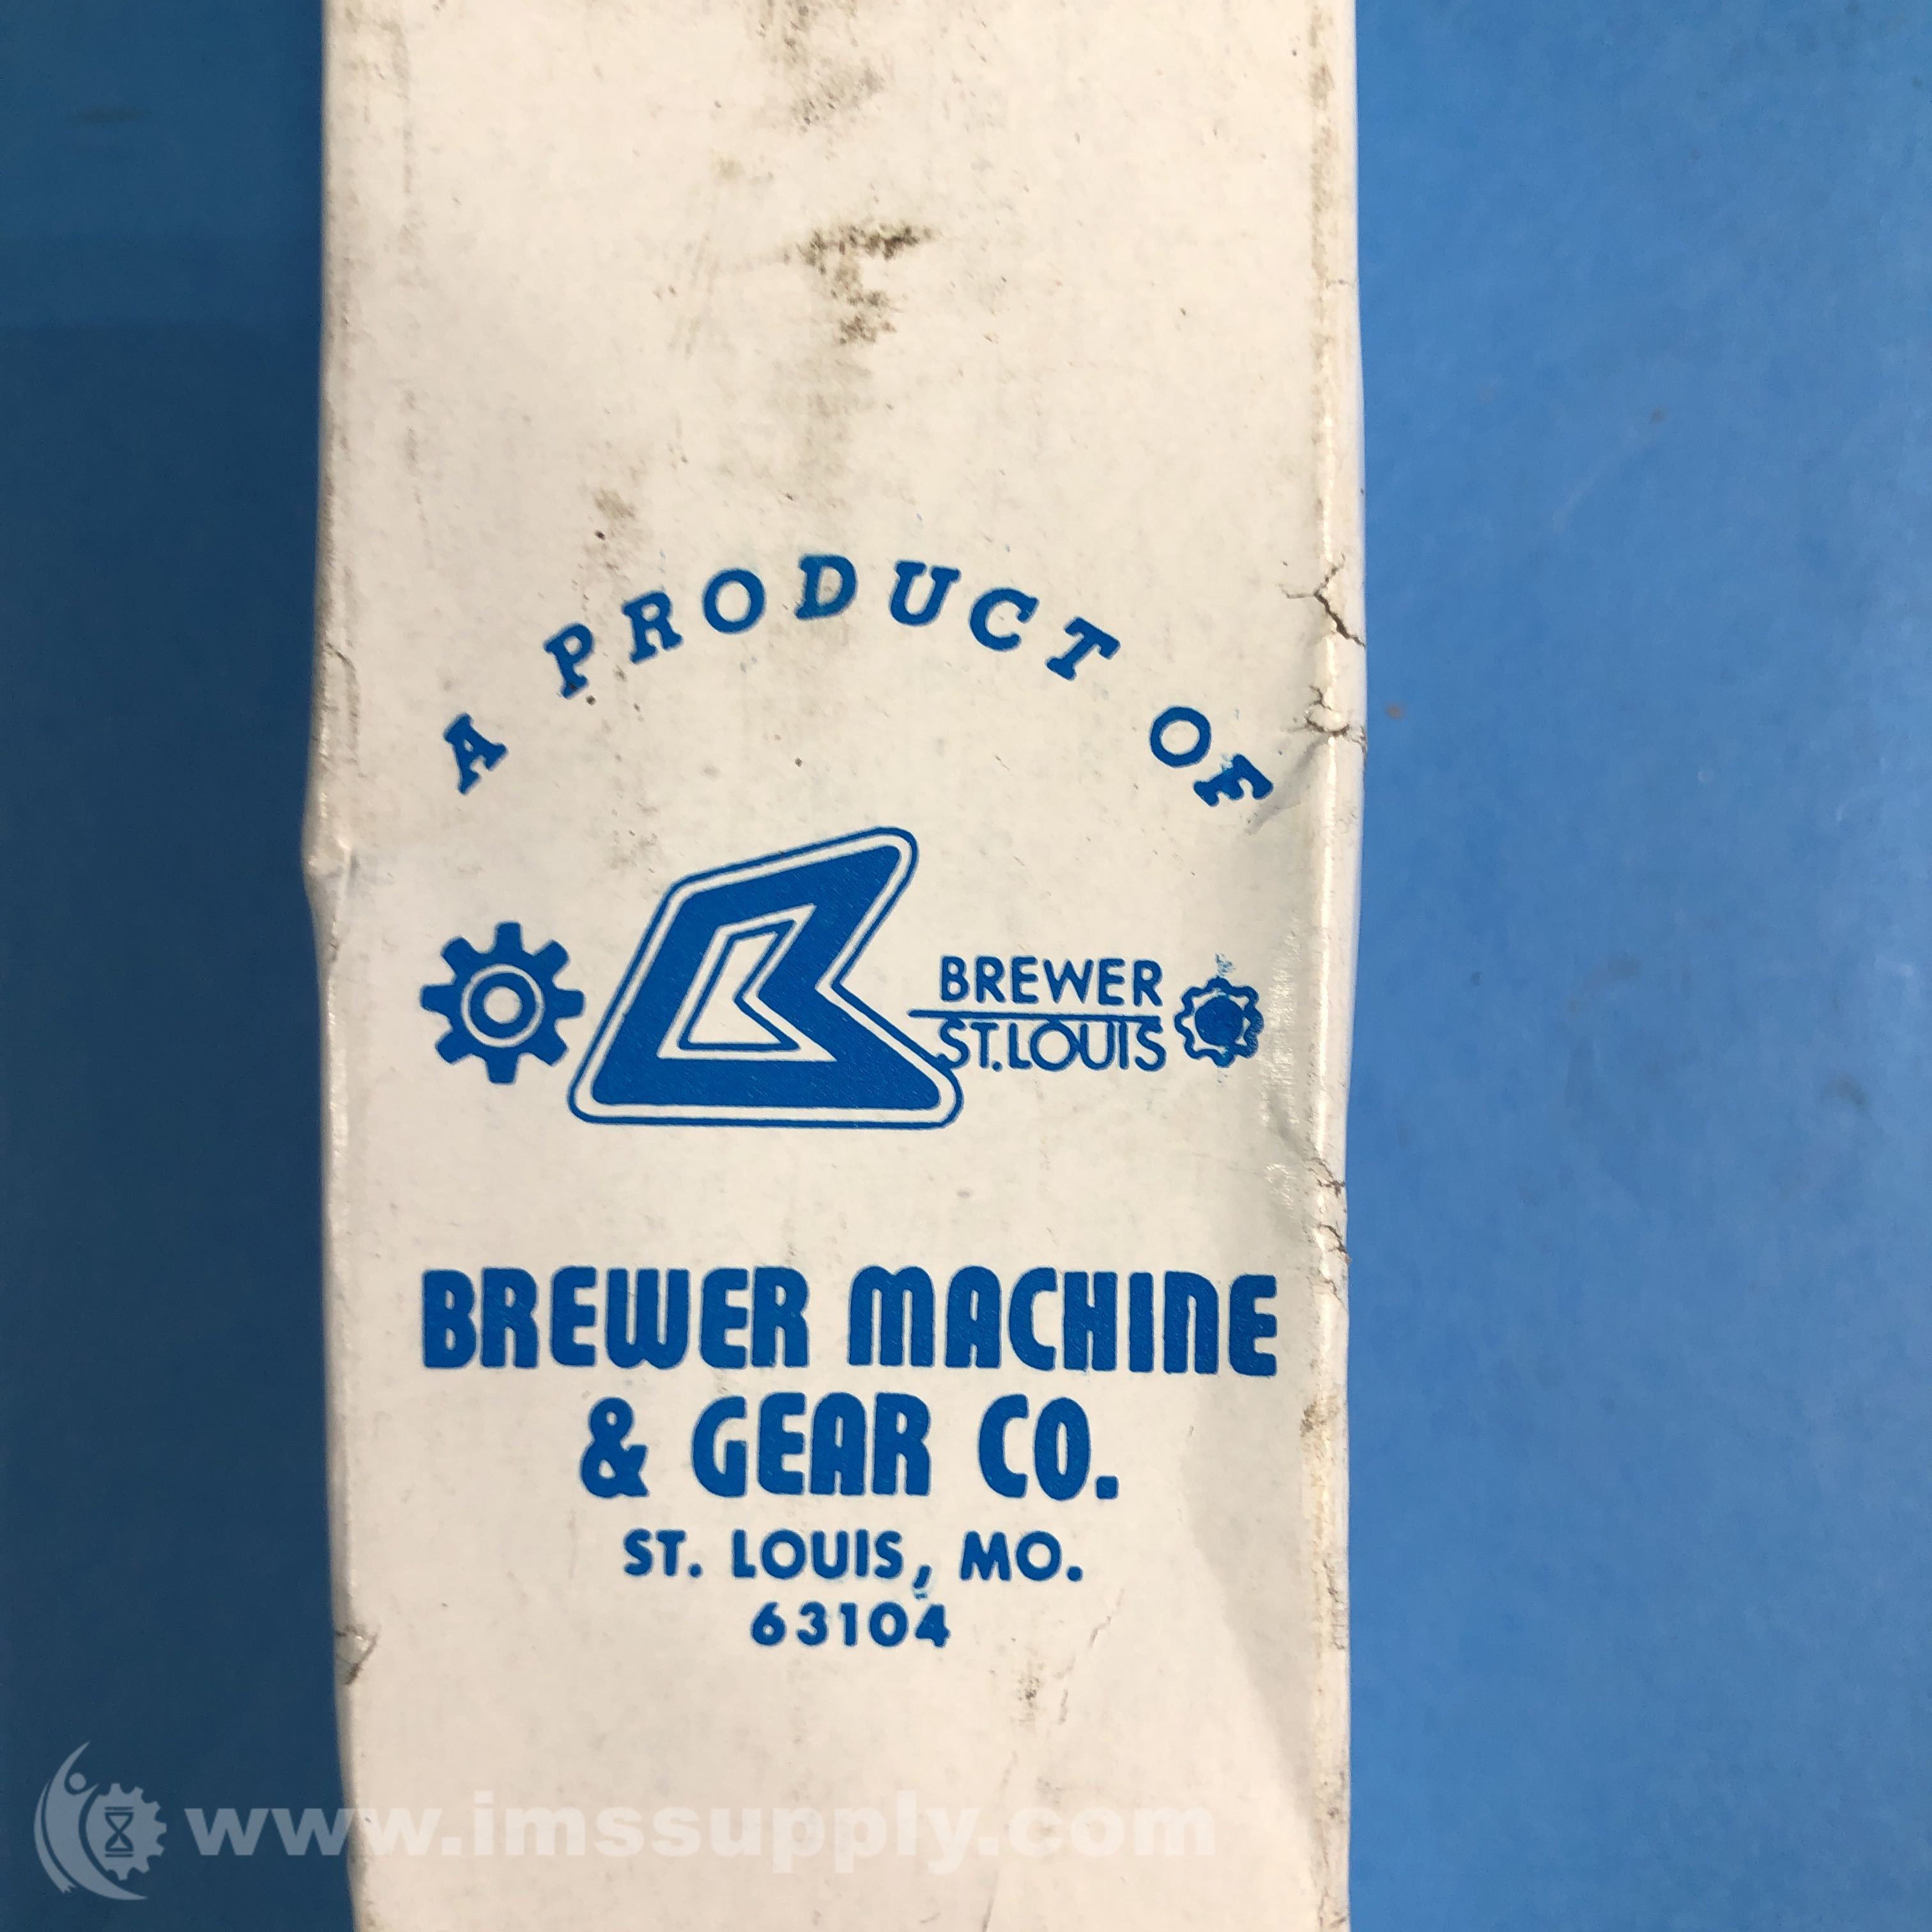 A PRODUCT OF
BREWER
ST.LOUIS
BREWER MACHINE
& GEAR CO.
ST. LOUIS, MO.
63104
www.imssupply.com